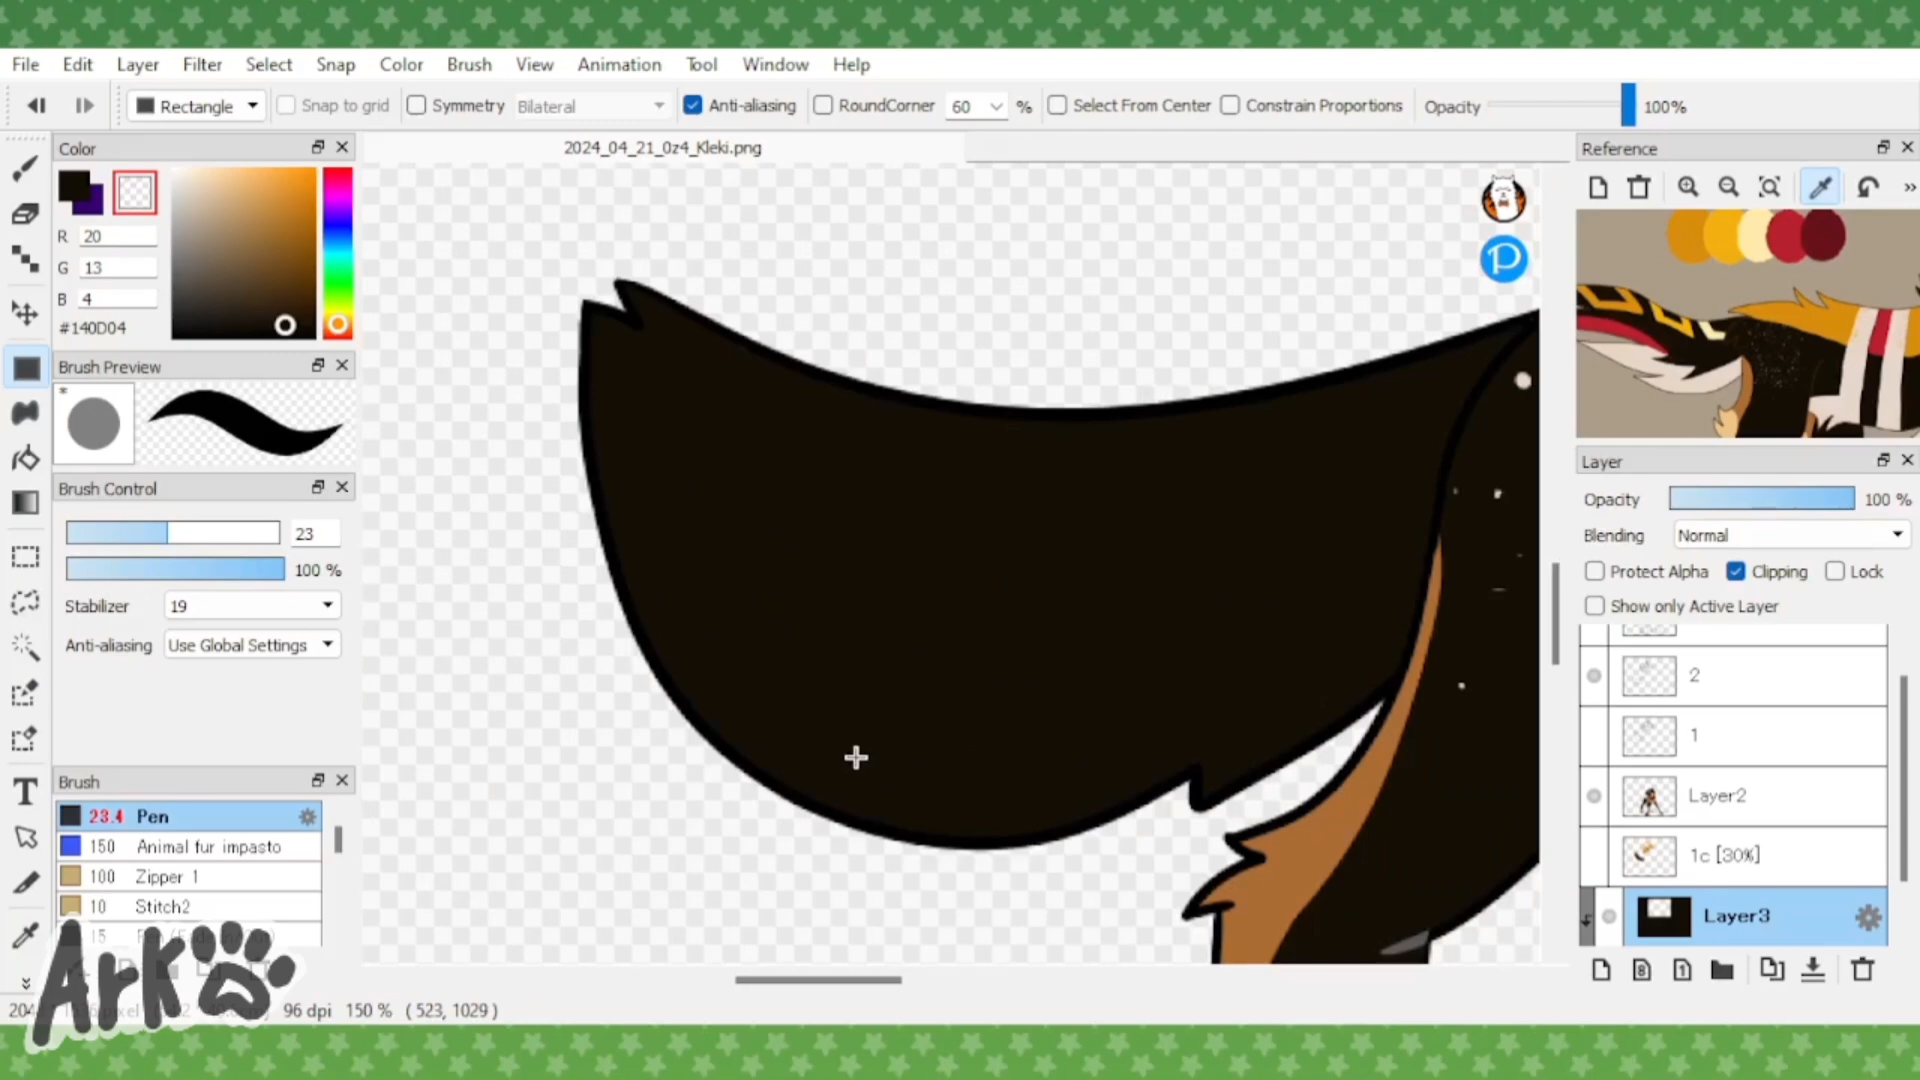 File Edit Layer Filter Select Snap Color Brush View Animation Tool Window Help
Rectangle Snap to grid Symmetry Bilateral Anti-aliasing RoundCorner 60 % Select From Center Constrain Proportions Opacity 100%
Color
2024_04_21_0z4_Kleki.png
Reference
R 20
G 13
B 4
#140D04
Brush Preview
*
Brush Control
23
100 %
Stabilizer 19
Anti-aliasing Use Global Settings
Brush
23.4 Pen
150 Animal fur impasto
100 Zipper 1
10 Stitch2
15
Ark
96 dpi 150 % ( 523, 1029 )
P
Layer
Opacity 100 %
Blending Normal
Protect Alpha Clipping Lock
Show only Active Layer
2
1
Layer2
1c [30%]
Layer3
8
1
T